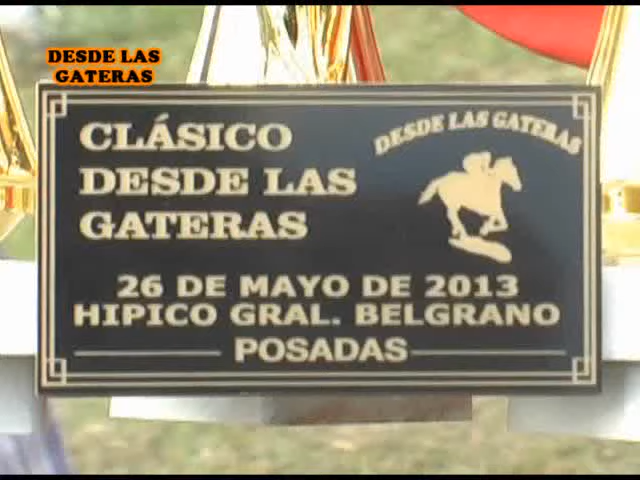 DESDE LAS
GATERAS
CLÁSICO
DESDE LAS
GATERAS
DESDE LAS GATERAS
26 DE MAYO DE 2013
HIPICO GRAL. BELGRANO
POSADAS